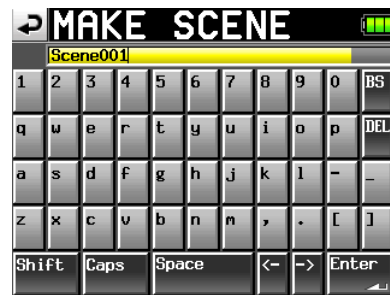 MAKE SCENE
Scene001
1 2 3 4 5 6 7 8 9 0 BS
q w e r t y u i o p DEL
a s d f g h j k l - _
z x c v b n m , . [ ]
Shift Caps Space <- -> Enter